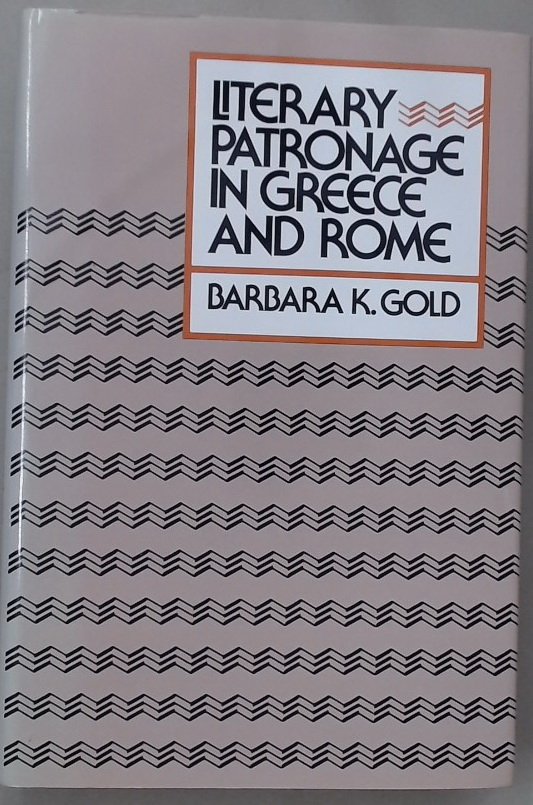 LITERARY
PATRONAGE
IN GREECE
AND ROME
BARBARA K. GOLD